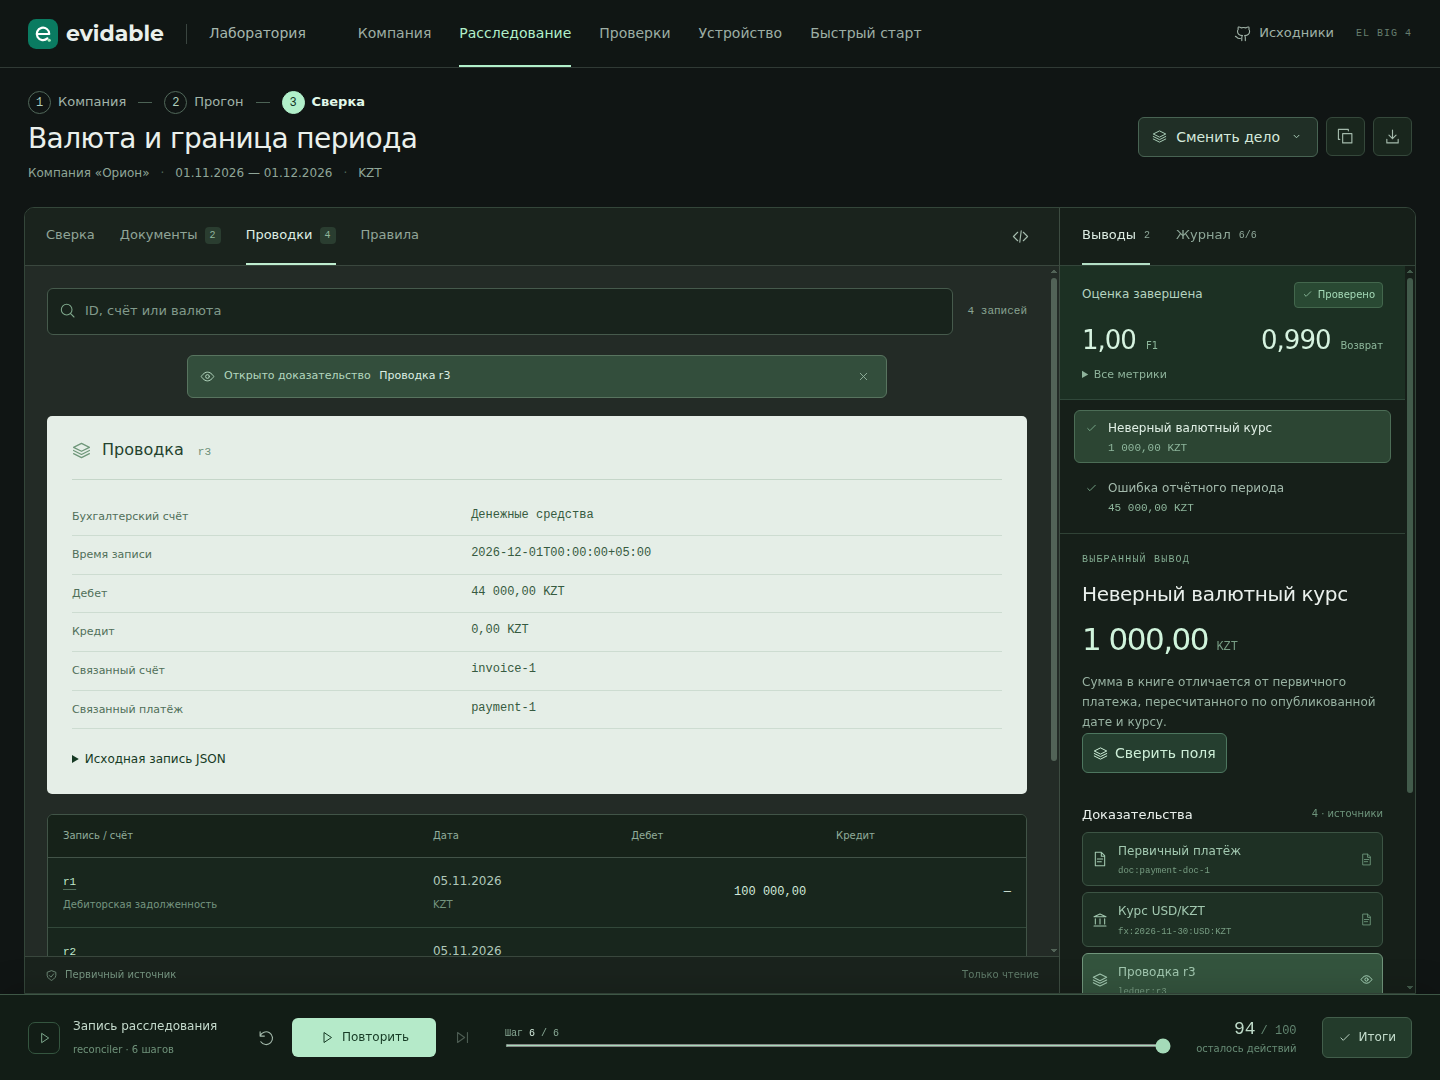 evidable
Лаборатория
Компания
Расследование
Проверки
Устройство
Быстрый старт
Исходники
EL BIG 4
1 Компания — 2 Прогон — 3 Сверка
Валюта и граница периода
Компания «Орион» · 01.11.2026 — 01.12.2026 · KZT
Сменить дело
Сверка
Документы 2
Проводки 4
Правила
ID, счёт или валюта
4 записей
Открыто доказательство Проводка r3
Проводка r3
Бухгалтерский счёт Денежные средства
Время записи 2026-12-01T00:00:00+05:00
Дебет 44 000,00 KZT
Кредит 0,00 KZT
Связанный счёт invoice-1
Связанный платёж payment-1
Исходная запись JSON
Запись / счёт Дата Дебет Кредит
r1 05.11.2026 100 000,00 —
Дебиторская задолженность KZT
r2 05.11.2026
Первичный источник
Только чтение
Выводы 2
Журнал 6/6
Оценка завершена
Проверено
1,00 F1
0,990 Возврат
Все метрики
Неверный валютный курс
1 000,00 KZT
Ошибка отчётного периода
45 000,00 KZT
ВЫБРАННЫЙ ВЫВОД
Неверный валютный курс
1 000,00 KZT
Сумма в книге отличается от первичного
платежа, пересчитанного по опубликованной
дате и курсу.
Сверить поля
Доказательства
4 · источники
Первичный платёж
doc:payment-doc-1
Курс USD/KZT
fx:2026-11-30:USD:KZT
Проводка r3
ledger:r3
Запись расследования
reconciler · 6 шагов
Повторить
Шаг 6 / 6
94 / 100
осталось действий
Итоги